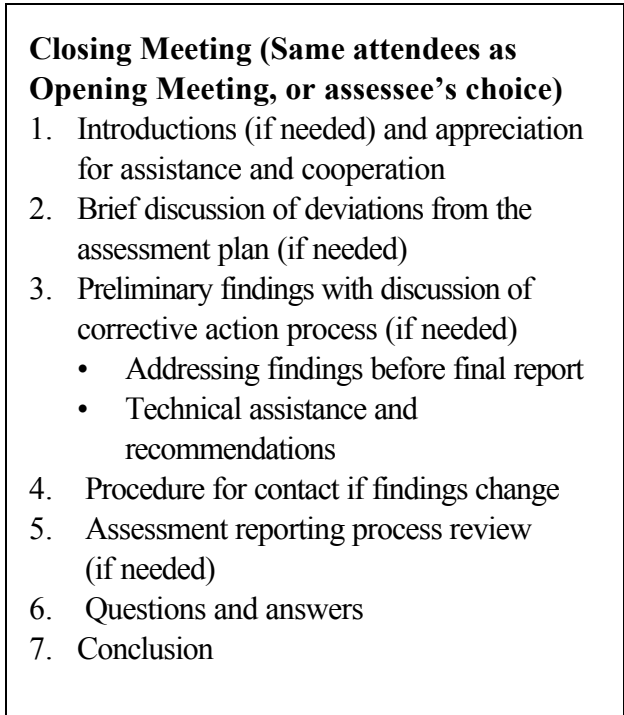 Closing Meeting (Same attendees as
Opening Meeting, or assessee’s choice)
1. Introductions (if needed) and appreciation
for assistance and cooperation
2. Brief discussion of deviations from the
assessment plan (if needed)
3. Preliminary findings with discussion of
corrective action process (if needed)
• Addressing findings before final report
• Technical assistance and
recommendations
4. Procedure for contact if findings change
5. Assessment reporting process review
(if needed)
6. Questions and answers
7. Conclusion